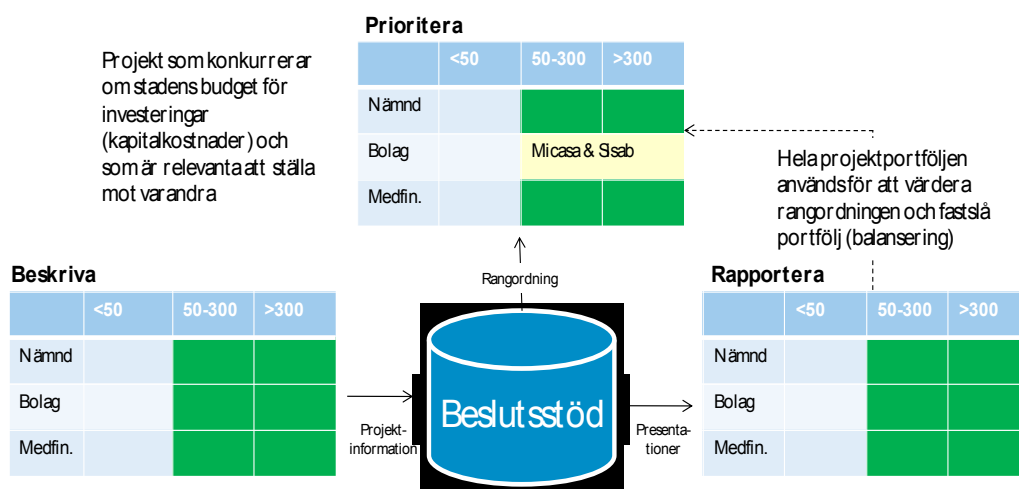 Prioritera
<50 50-300 >300
Nämnd
Bolag Micasa & Sisab
Medfin.
Projekt som konkurrerar
om stadens budget för
investeringar
(kapitalkostnader) och
som är relevanta att ställa
mot varandra
Hela projektportföljen
används för att värdera
rangordningen och fastslå
portfölj (balansering)
Beskriva
<50 50-300 >300
Nämnd
Bolag
Medfin.
Rangordning
Projekt-
information
Beslutsstöd
Presenta-
tioner
Rapportera
<50 50-300 >300
Nämnd
Bolag
Medfin.